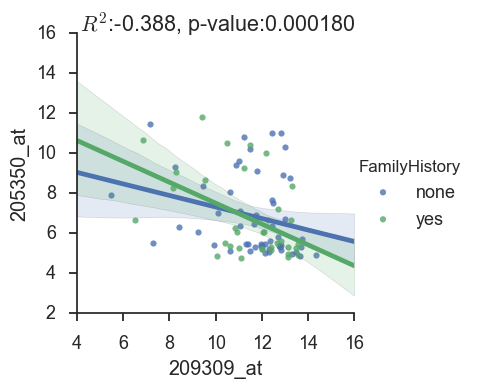 R²:-0.388, p-value:0.000180
16
14
12
10
8
6
4
2
205350_at
4 6 8 10 12 14 16
209309_at
FamilyHistory
none
yes